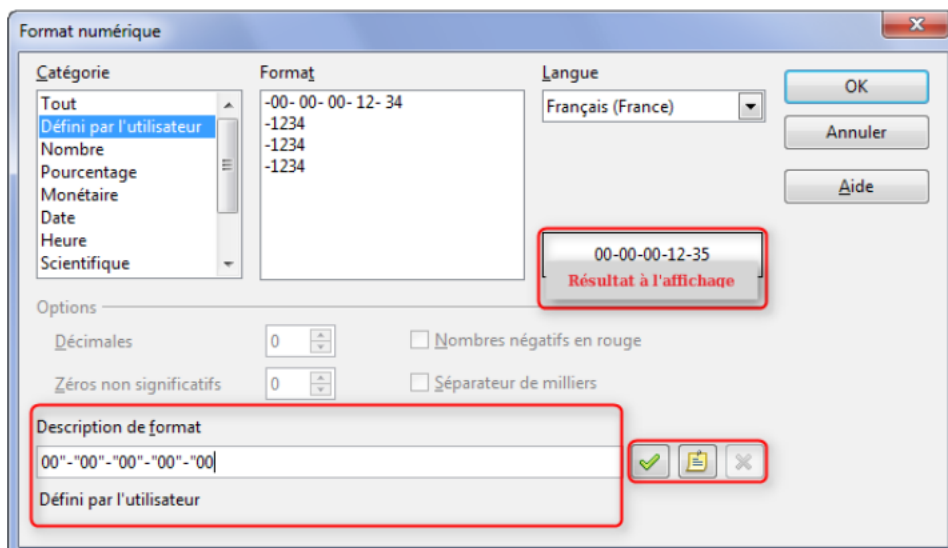 Format numérique
Catégorie
Tout
Défini par l'utilisateur
Nombre
Pourcentage
Monétaire
Date
Heure
Scientifique
Format
-00- 00- 00- 12- 34
-1234
-1234
-1234
Langue
Français (France)
OK
Annuler
Aide
00-00-00-12-35
Résultat à l'affichage
Options
Décimales
0
Nombres négatifs en rouge
Zéros non significatifs
0
Séparateur de milliers
Description de format
00"-"00"-"00"-"00"-"00
Défini par l'utilisateur